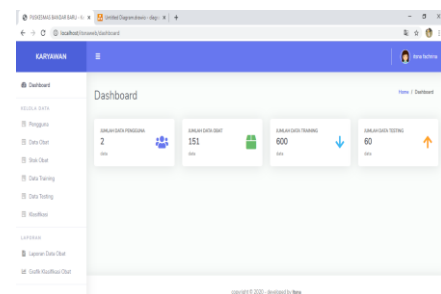 PUSKESMAS BANDAR BARU - k
Untitled Diagram.drawio - diagr
localhost/
/dashboard
KARYAWAN
Dashboard
KELOLA DATA
Pengguna
Data Obat
Stok Obat
Data Training
Data Testing
Klasifikasi
LAPORAN
Laporan Data Obat
Grafik Klasifikasi Obat
Dashboard
Home / Dashboard
JUMLAH DATA PENGGUNA
2
data
JUMLAH DATA OBAT
151
data
JUMLAH DATA TRAINING
600
data
JUMLAH DATA TESTING
60
data
copyright © 2020 - developed by